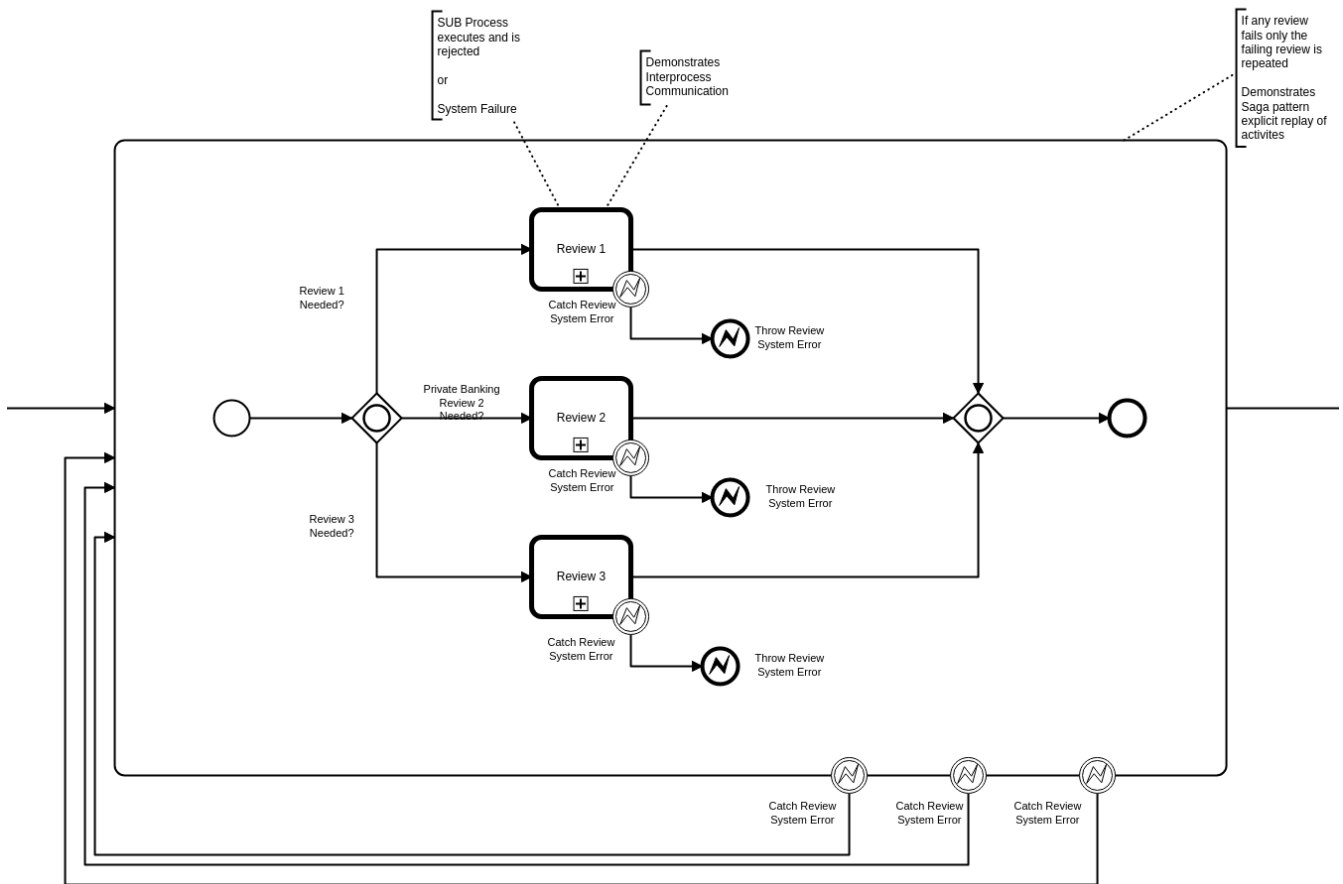 SUB Process
executes and is
rejected
or
System Failure
Demonstrates
Interprocess
Communication
If any review
fails only the
failing review is
repeated
Demonstrates
Saga pattern
explicit replay of
activites
Review 1
Review 1
Needed?
Catch Review
System Error
Throw Review
System Error
Private Banking
Review 2
Needed?
Review 2
Catch Review
System Error
Throw Review
System Error
Review 3
Needed?
Review 3
Catch Review
System Error
Throw Review
System Error
Catch Review
System Error
Catch Review
System Error
Catch Review
System Error